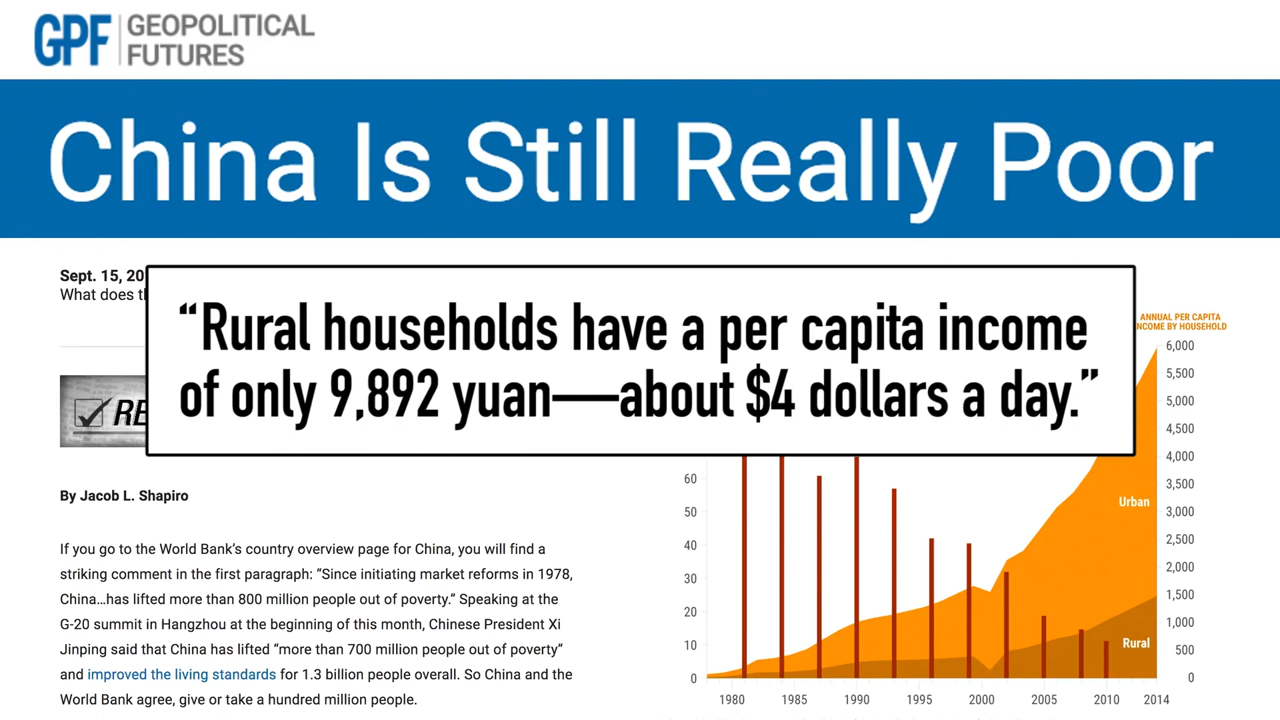 GPF GEOPOLITICAL
FUTURES
China Is Still Really Poor
Sept. 15, 20
What does
“Rural households have a per capita income
of only 9,892 yuan—about $4 dollars a day.”
RE
By Jacob L. Shapiro
If you go to the World Bank’s country overview page for China, you will find a
striking comment in the first paragraph: “Since initiating market reforms in 1978,
China...has lifted more than 800 million people out of poverty.” Speaking at the
G-20 summit in Hangzhou at the beginning of this month, Chinese President Xi
Jinping said that China has lifted “more than 700 million people out of poverty”
and improved the living standards for 1.3 billion people overall. So China and the
World Bank agree, give or take a hundred million people.
ANNUAL PER CAPITA
NCOME BY HOUSEHOLD
6,000
5,500
5,000
4,500
4,000
3,500
3,000
2,500
2,000
1,500
1,000
500
0
60
50
40
30
20
10
0
Urban
Rural
1980 1985 1990 1995 2000 2005 2010 2014